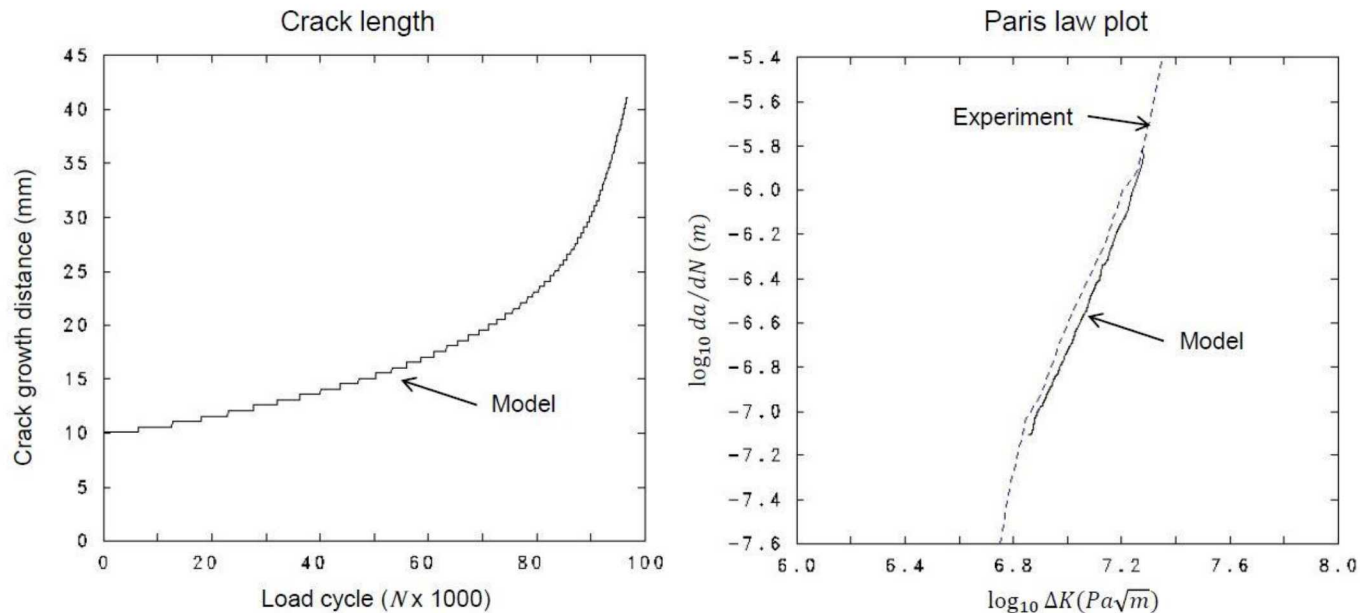 Crack length
45
40
35
30
25
20
15
10
5
0
0 20 40 60 80 100
Crack growth distance (mm)
Load cycle (N x 1000)
Model
Paris law plot
-5.4
-5.6
-5.8
-6.0
-6.2
-6.4
-6.6
-6.8
-7.0
-7.2
-7.4
-7.6
6.0 6.4 6.8 7.2 7.6 8.0
log₁₀ da/dN (m)
log₁₀ ΔK(Pa√m)
Experiment
Model